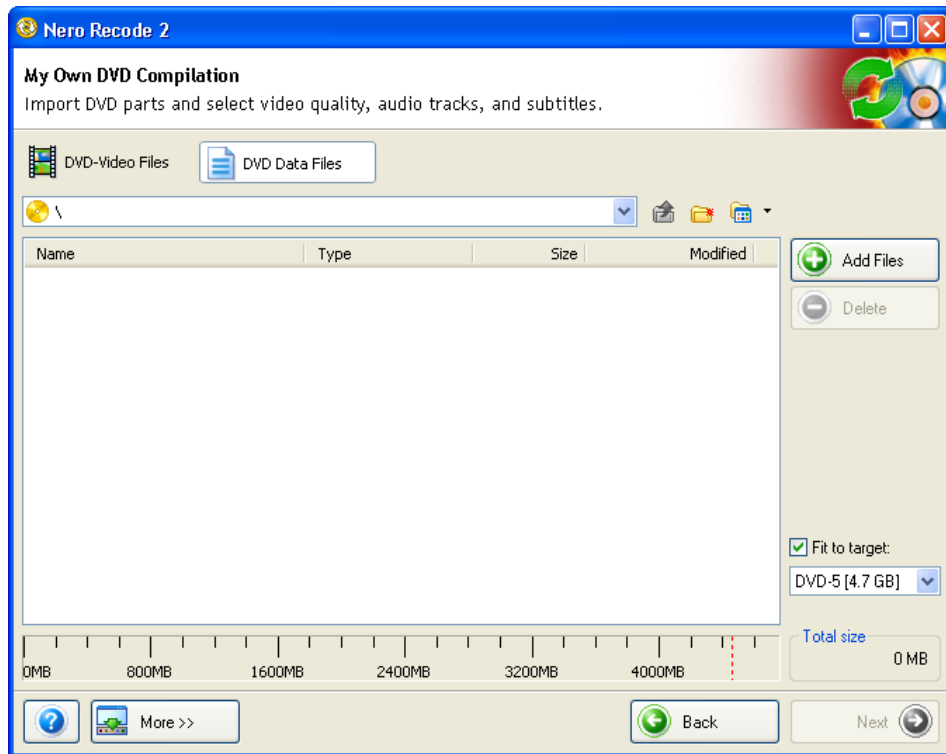 Nero Recode 2
My Own DVD Compilation
Import DVD parts and select video quality, audio tracks, and subtitles.
DVD-Video Files DVD Data Files
\
Name Type Size Modified
Add Files
Delete
Fit to target:
DVD-5 [4.7 GB]
Total size
0 MB
0MB 800MB 1600MB 2400MB 3200MB 4000MB
? More >> Back Next